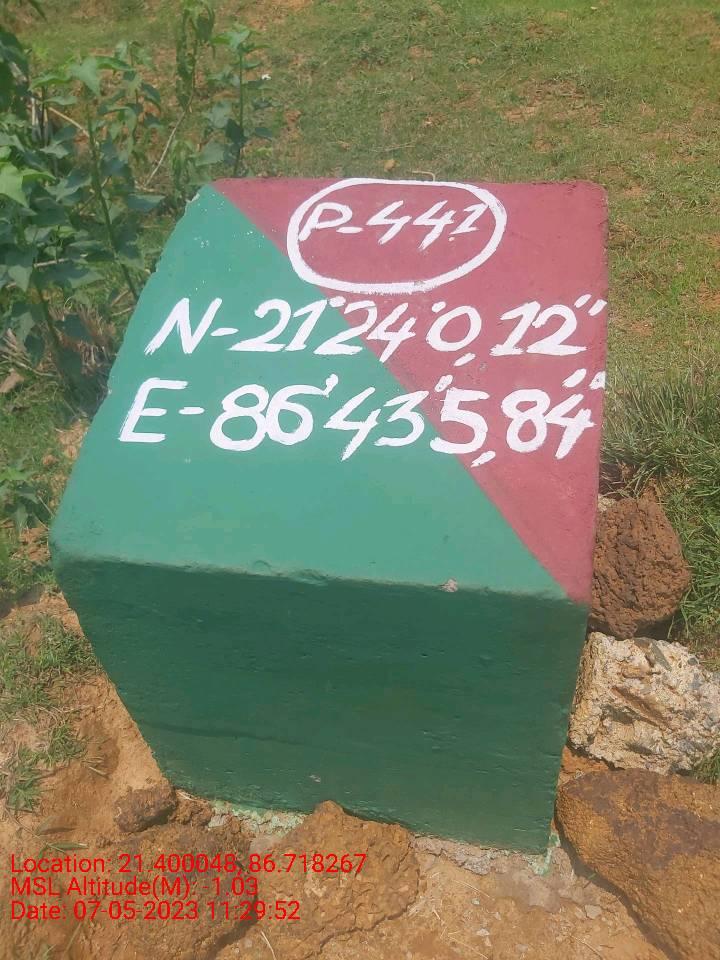 P-441
N-21°24'0,12"
E-86°43'5,84"
Location: 21.400048, 86.718267
MSL Altitude(M): -1.03
Date: 07-05-2023 11:29:52